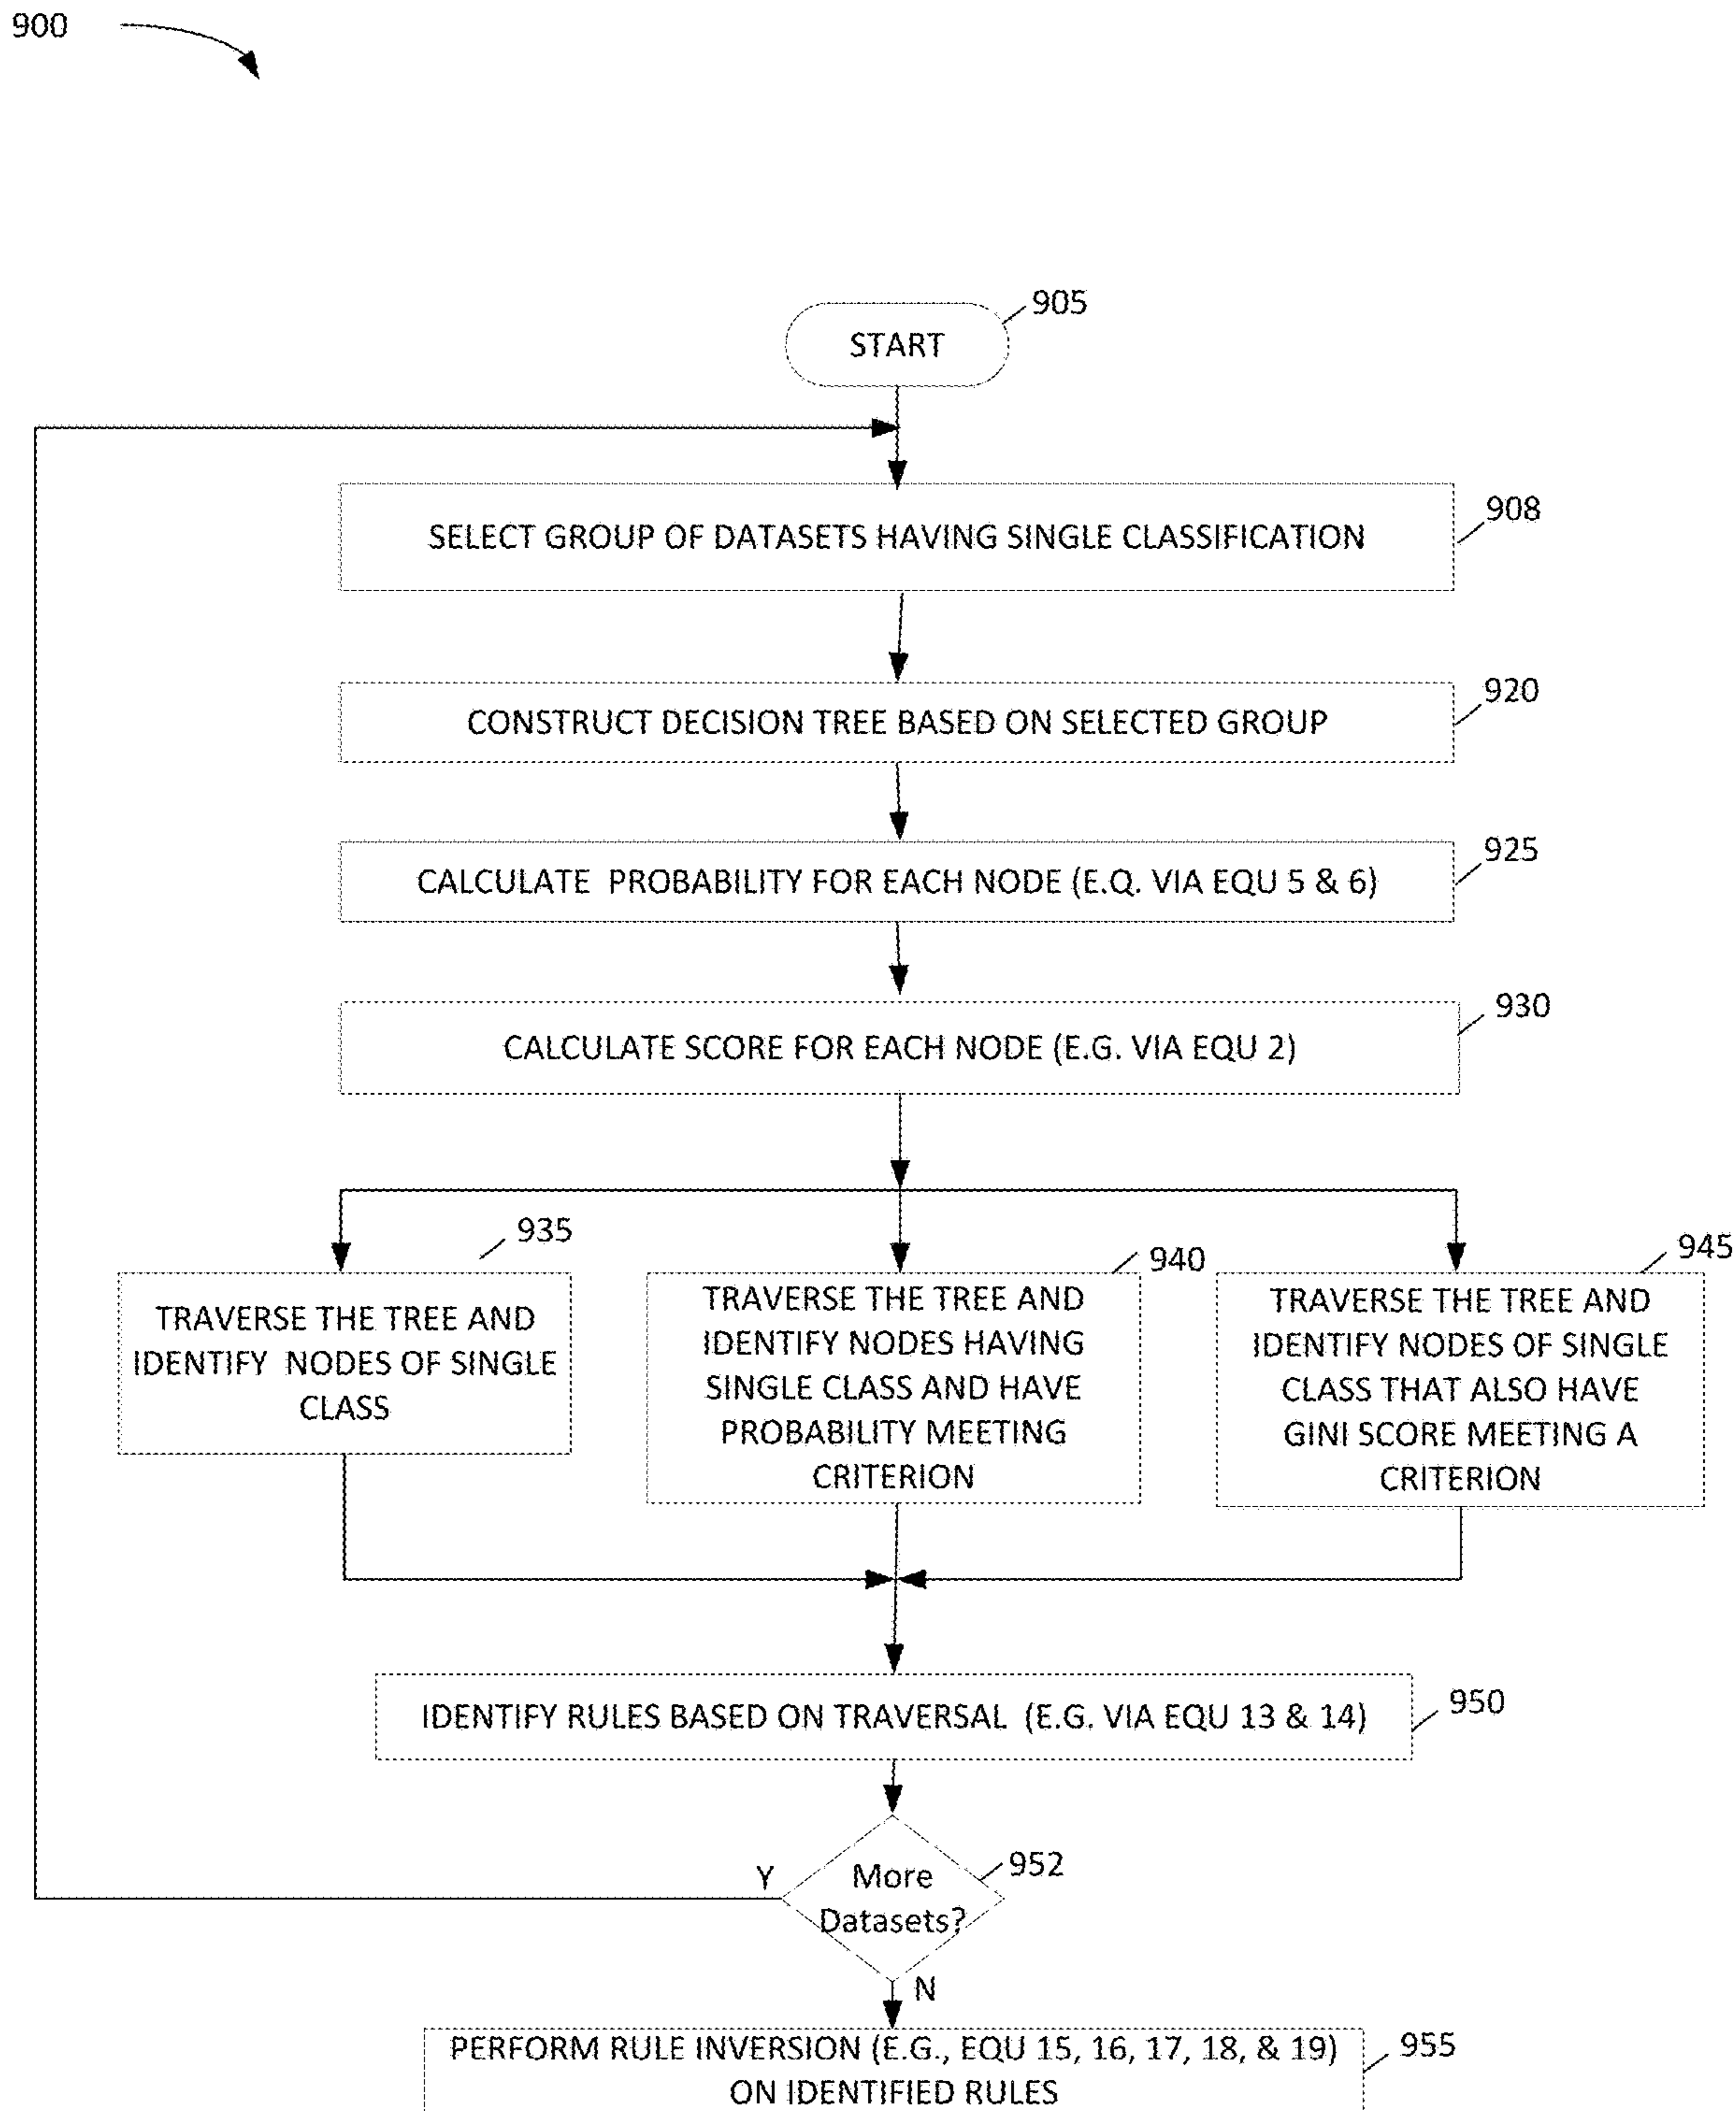 900
905
START
SELECT GROUP OF DATASETS HAVING SINGLE CLASSIFICATION
908
CONSTRUCT DECISION TREE BASED ON SELECTED GROUP
920
CALCULATE PROBABILITY FOR EACH NODE (E.Q. VIA EQU 5 & 6)
925
CALCULATE SCORE FOR EACH NODE (E.G. VIA EQU 2)
930
935
TRAVERSE THE TREE AND
IDENTIFY NODES OF SINGLE
CLASS
940
TRAVERSE THE TREE AND
IDENTIFY NODES HAVING
SINGLE CLASS AND HAVE
PROBABILITY MEETING
CRITERION
945
TRAVERSE THE TREE AND
IDENTIFY NODES OF SINGLE
CLASS THAT ALSO HAVE
GINI SCORE MEETING A
CRITERION
IDENTIFY RULES BASED ON TRAVERSAL (E.G. VIA EQU 13 & 14)
950
Y
More
Datasets?
952
N
PERFORM RULE INVERSION (E.G., EQU 15, 16, 17, 18, & 19)
ON IDENTIFIED RULES
955